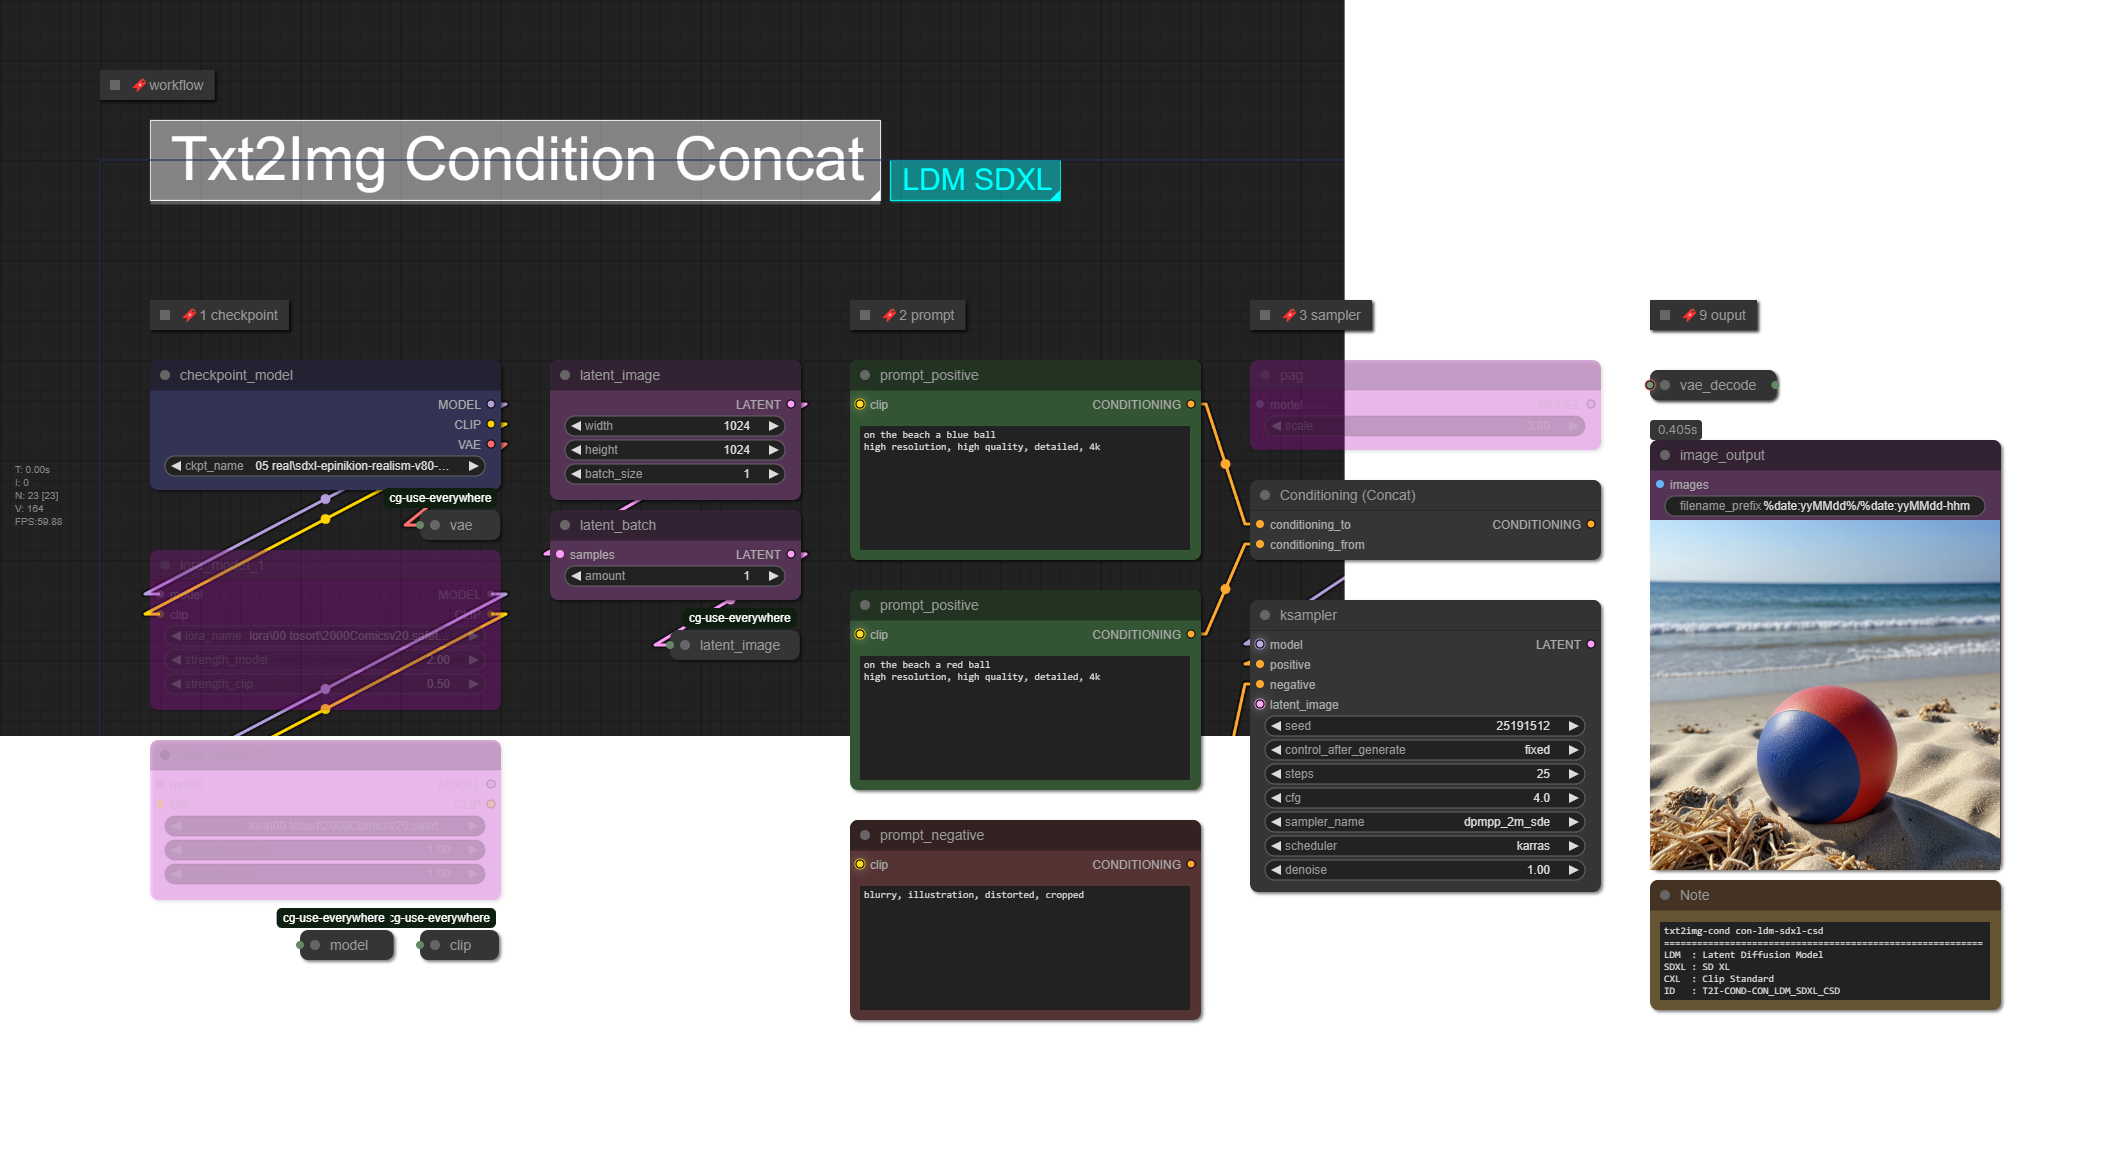 workflow
Txt2Img Condition Concat
LDM SDXL
1 checkpoint
2 prompt
3 sampler
9 ouput
checkpoint_model
MODEL
CLIP
VAE
ckpt_name 05 real\sdxl-epinikion-realism-v80-...
cg-use-everywhere
vae
T: 0.00s
I: 0
N: 23 [23]
V: 164
FPS:59.88
lora_model_1
model MODEL
clip CLIP
lora_name lora\00 tosort\2000Comicsv20.safet...
strength_model 2.00
strength_clip 0.50
model MODEL
clip CLIP
lora\00 tosort\2000Comicsv20.safet...
1.00
1.00
cg-use-everywhere
cg-use-everywhere
model
clip
latent_image
LATENT
width 1024
height 1024
batch_size 1
latent_batch
samples LATENT
amount 1
cg-use-everywhere
latent_image
prompt_positive
clip CONDITIONING
on the beach a blue ball
high resolution, high quality, detailed, 4k
prompt_positive
clip CONDITIONING
on the beach a red ball
high resolution, high quality, detailed, 4k
prompt_negative
clip CONDITIONING
blurry, illustration, distorted, cropped
pag
model MODEL
scale 3.00
Conditioning (Concat)
conditioning_to CONDITIONING
conditioning_from
ksampler
model LATENT
positive
negative
latent_image
seed 25191512
control_after_generate fixed
steps 25
cfg 4.0
sampler_name dpmpp_2m_sde
scheduler karras
denoise 1.00
vae_decode
0.405s
image_output
images
filename_prefix %date:yyMMdd%/%date:yyMMdd-hhm
Note
txt2img-cond con-ldm-sdxl-csd
==========================================================
LDM : Latent Diffusion Model
SDXL : SD XL
CXL : Clip Standard
ID : T2I-COND-CON_LDM_SDXL_CSD